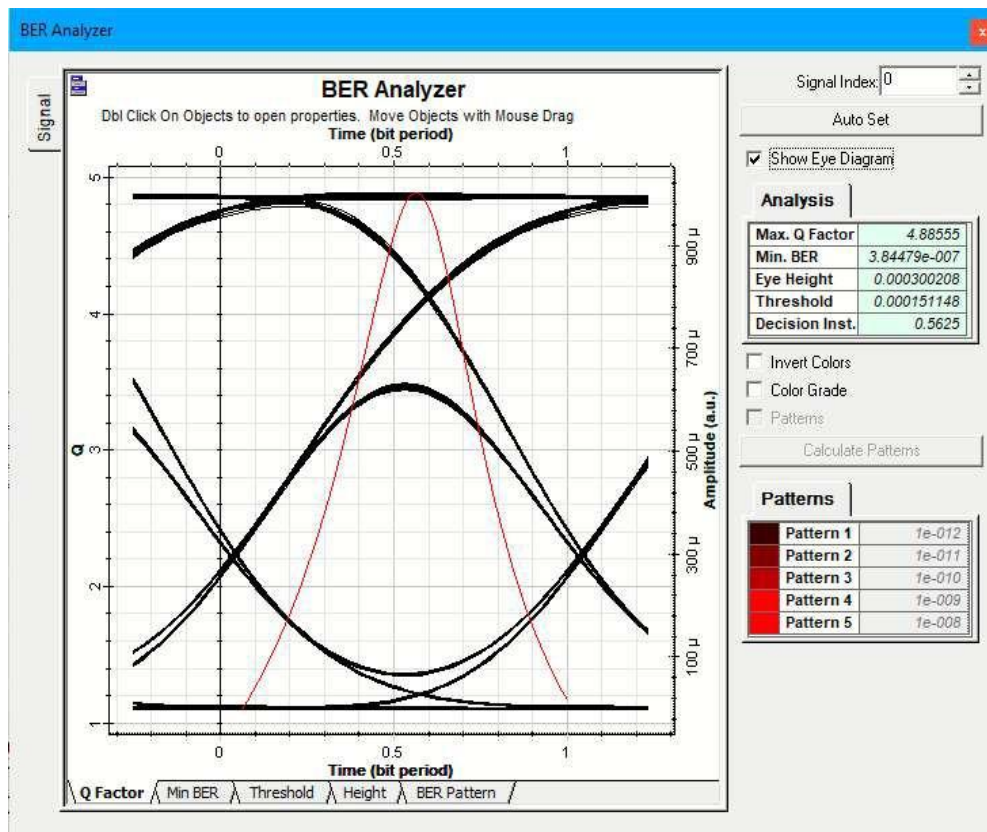 BER Analyzer
x
Signal
BER Analyzer
Dbl Click On Objects to open properties. Move Objects with Mouse Drag
Time (bit period)
0 0.5 1
5
4
3
2
1
Q
900 µ
700 µ
500 µ
300 µ
100 µ
Amplitude (a.u.)
0 0.5 1
Time (bit period)
Q Factor Min BER Threshold Height BER Pattern
Signal Index: 0
Auto Set
Show Eye Diagram
Analysis
Max. Q Factor 4.88555
Min. BER 3.84479e-007
Eye Height 0.000300208
Threshold 0.000151148
Decision Inst. 0.5625
Invert Colors
Color Grade
Patterns
Calculate Patterns
Patterns
Pattern 1 1e-012
Pattern 2 1e-011
Pattern 3 1e-010
Pattern 4 1e-009
Pattern 5 1e-008